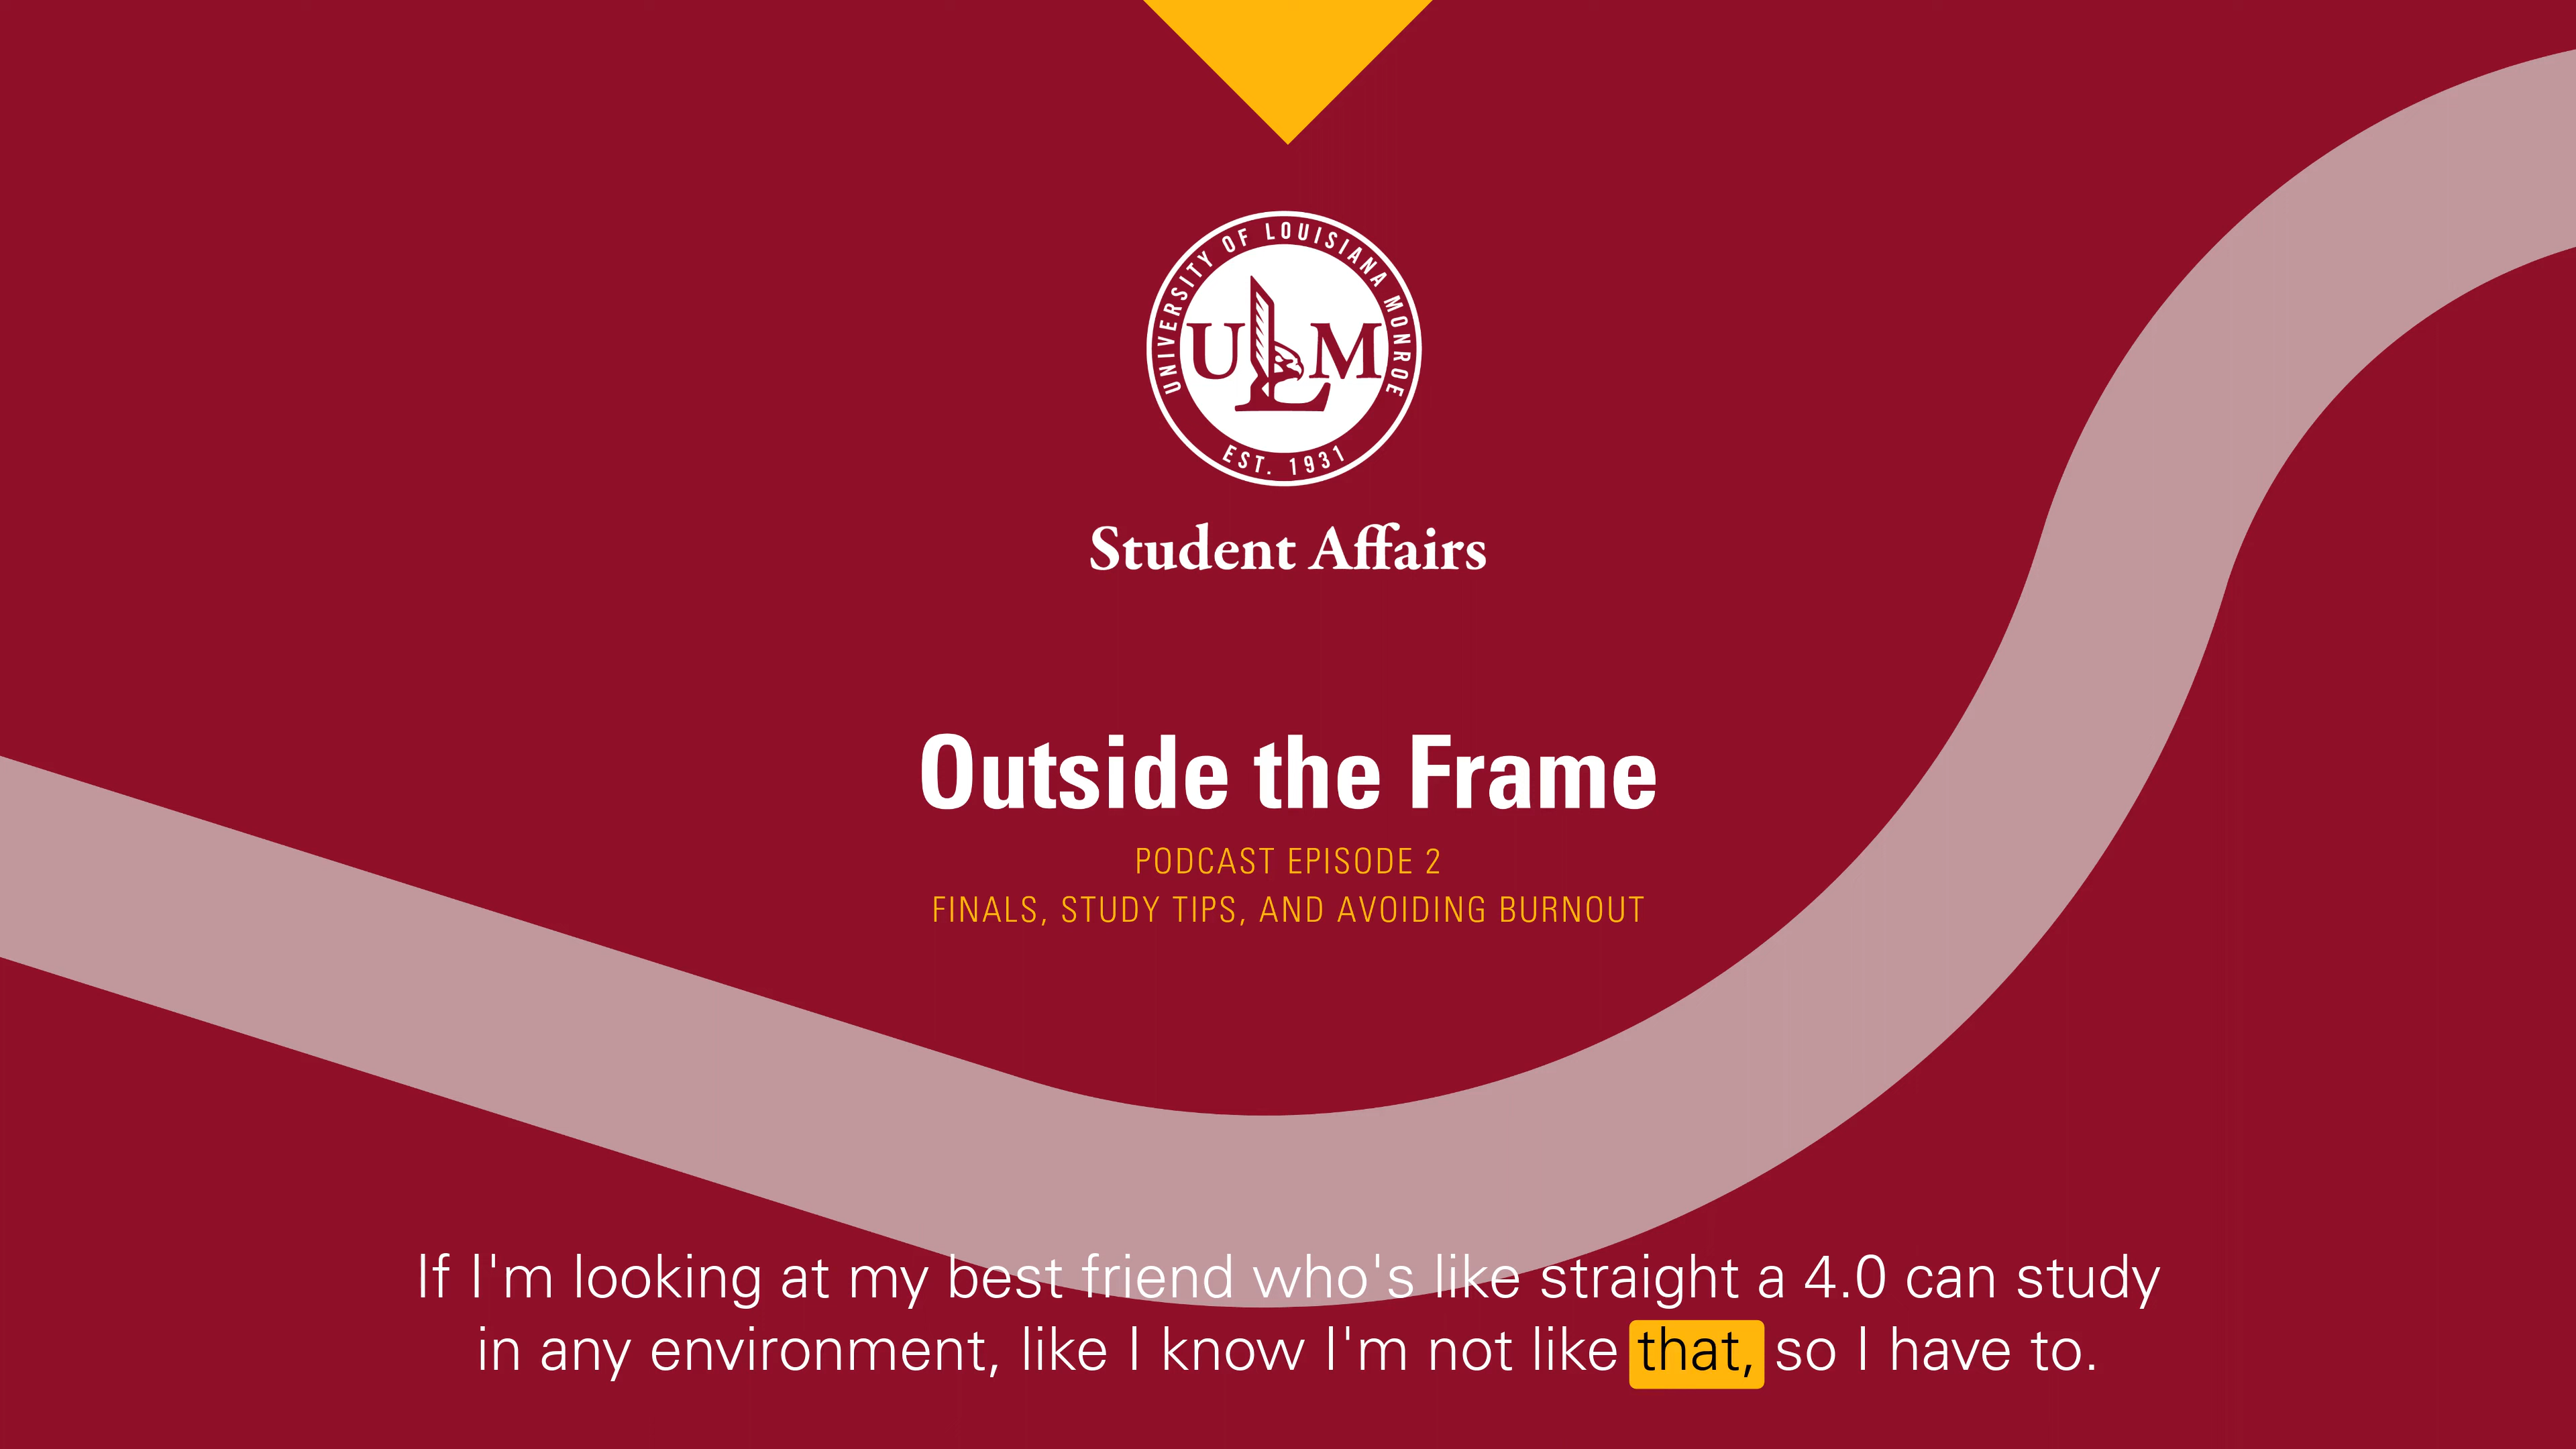 UNIVERSITY OF LOUISIANA MONROE
ULM
EST. 1931
Student Affairs
Outside the Frame
PODCAST EPISODE 2
FINALS, STUDY TIPS, AND AVOIDING BURNOUT
If I'm looking at my best friend who's like straight a 4.0 can study
in any environment, like I know I'm not like that, so I have to.